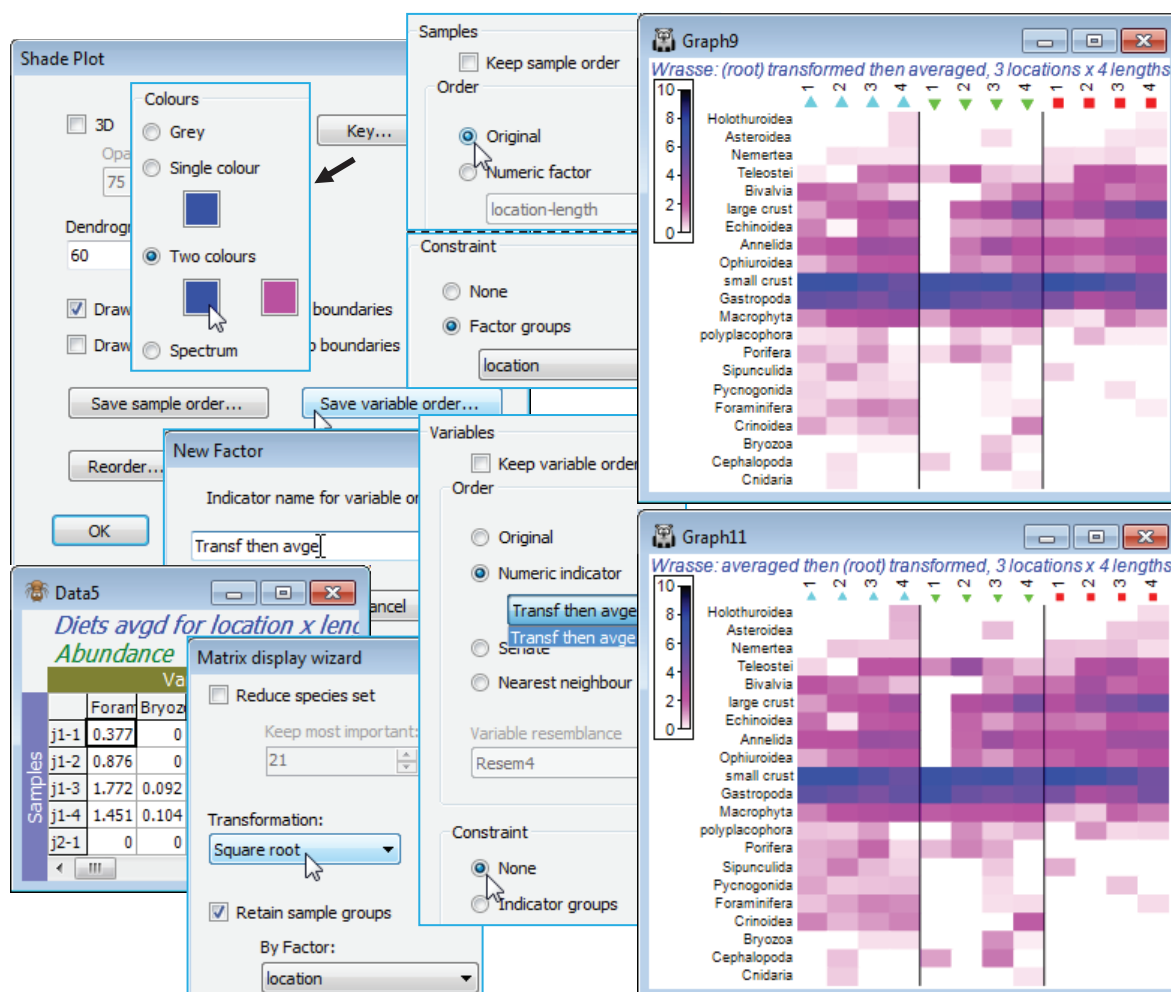 Shade Plot
3D
Opa
75
Key...
Dendrogr
60
Draw
boundaries
Draw
boundaries
Save sample order...
Save variable order...
Reorder...
OK
Colours
Grey
Single colour
Two colours
Spectrum
Samples
Keep sample order
Order
Original
Numeric factor
location-length
Constraint
None
Factor groups
location
New Factor
Indicator name for variable or
Transf then avge
ancel
Variables
Keep variable order
Order
Original
Numeric indicator
Transf then avge
Transf then avge
Seriate
Nearest neighbour
Variable resemblance
Resem4
Constraint
None
Indicator groups
Data5
Diets avgd for location x leng
Abundance
Va
Foram Bryozo
Samples
j1-1 0.377 0
j1-2 0.876 0
j1-3 1.772 0.092
j1-4 1.451 0.104
j2-1 0 0
Matrix display wizard
Reduce species set
Keep most important:
21
Transformation:
Square root
Retain sample groups
By Factor:
location
Graph9
Wrasse: (root) transformed then averaged, 3 locations x 4 lengths
1 2 3 4 1 2 3 4 1 2 3 4
10
8
6
4
2
0
Holothuroidea
Asteroidea
Nemertea
Teleostei
Bivalvia
large crust
Echinoidea
Annelida
Ophiuroidea
small crust
Gastropoda
Macrophyta
polyplacophora
Porifera
Sipunculida
Pycnogonida
Foraminifera
Crinoidea
Bryozoa
Cephalopoda
Cnidaria
Graph11
Wrasse: averaged then (root) transformed, 3 locations x 4 lengths
1 2 3 4 1 2 3 4 1 2 3 4
10
8
6
4
2
0
Holothuroidea
Asteroidea
Nemertea
Teleostei
Bivalvia
large crust
Echinoidea
Annelida
Ophiuroidea
small crust
Gastropoda
Macrophyta
polyplacophora
Porifera
Sipunculida
Pycnogonida
Foraminifera
Crinoidea
Bryozoa
Cephalopoda
Cnidaria